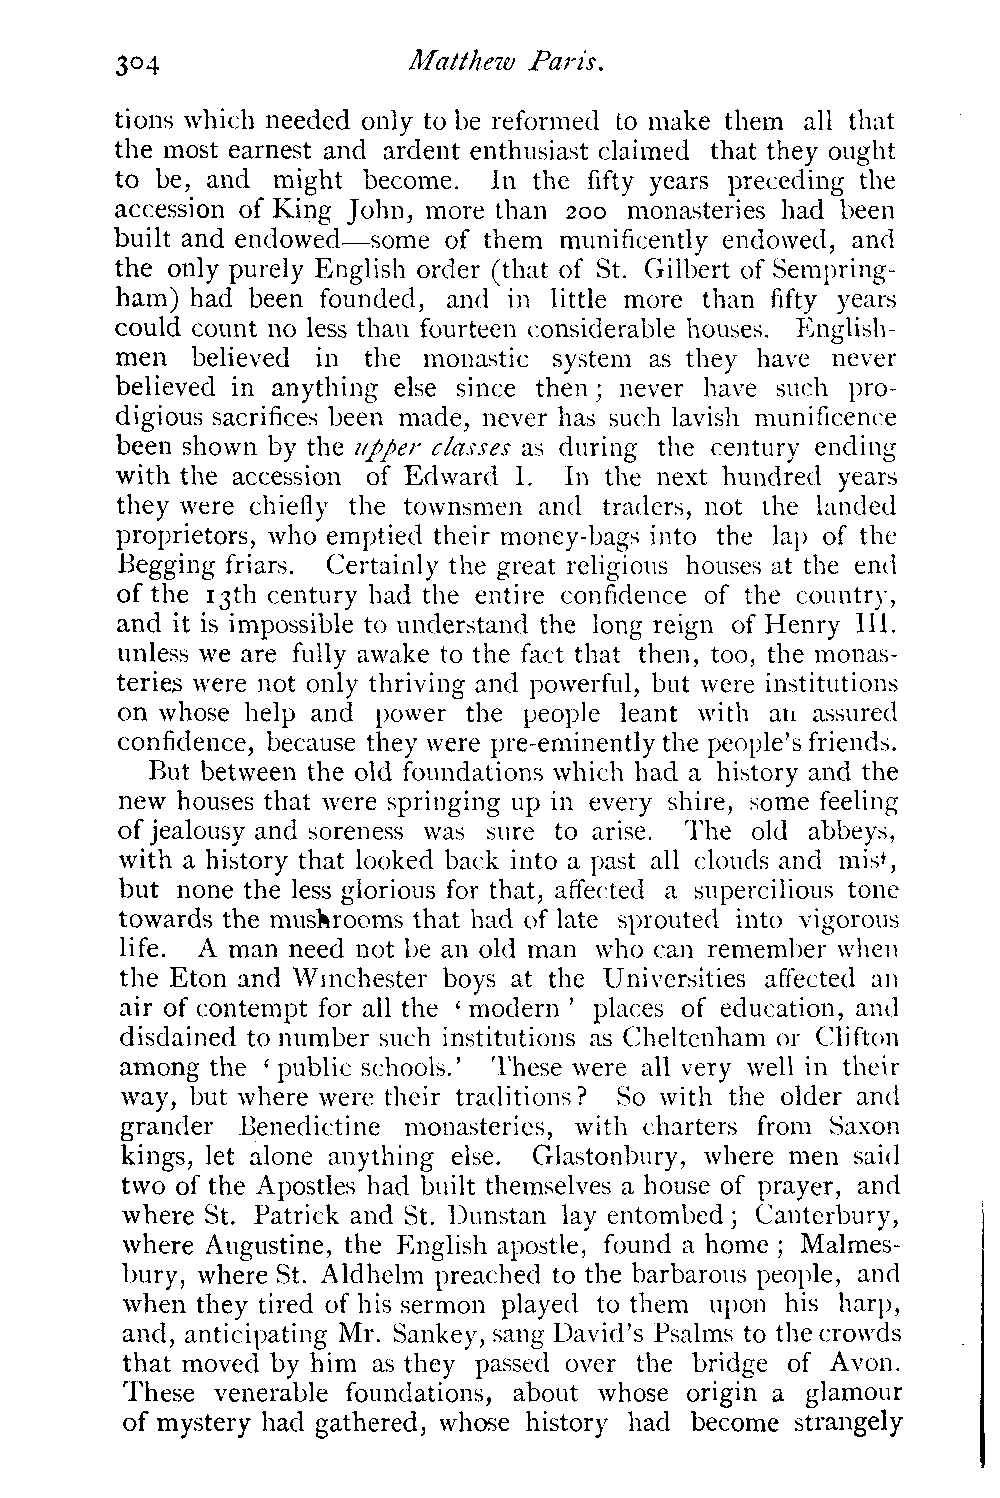 304 Matthew Paris.
tions which needed only to be reformed to make them all that
the most earnest and ardent enthusiast claimed that they ought
to be, and might become. In the fifty years preceding the
accession of King John, more than 200 monasteries had been
built and endowed—some of them munificently endowed, and
the only purely English order (that of St. Gilbert of Sempring-
ham) had been founded, and in little more than fifty years
could count no less than fourteen considerable houses. English-
men believed in the monastic system as they have never
believed in anything else since then; never have such pro-
digious sacrifices been made, never has such lavish munificence
been shown by the upper classes as during the century ending
with the accession of Edward I. In the next hundred years
they were chiefly the townsmen and traders, not the landed
proprietors, who emptied their money-bags into the lap of the
Begging friars. Certainly the great religious houses at the end
of the 13th century had the entire confidence of the country,
and it is impossible to understand the long reign of Henry III.
unless we are fully awake to the fact that then, too, the monas-
teries were not only thriving and powerful, but were institutions
on whose help and power the people leant with an assured
confidence, because they were pre-eminently the people's friends.
But between the old foundations which had a history and the
new houses that were springing up in every shire, some feeling
of jealousy and soreness was sure to arise. The old abbeys,
with a history that looked back into a past all clouds and mist,
but none the less glorious for that, affected a supercilious tone
towards the mushrooms that had of late sprouted into vigorous
life. A man need not be an old man who can remember when
the Eton and Winchester boys at the Universities affected an
air of contempt for all the ‘modern’ places of education, and
disdained to number such institutions as Cheltenham or Clifton
among the ‘public schools.’ These were all very well in their
way, but where were their traditions? So with the older and
grander Benedictine monasteries, with charters from Saxon
kings, let alone anything else. Glastonbury, where men said
two of the Apostles had built themselves a house of prayer, and
where St. Patrick and St. Dunstan lay entombed; Canterbury,
where Augustine, the English apostle, found a home; Malmes-
bury, where St. Aldhelm preached to the barbarous people, and
when they tired of his sermon played to them upon his harp,
and, anticipating Mr. Sankey, sang David's Psalms to the crowds
that moved by him as they passed over the bridge of Avon.
These venerable foundations, about whose origin a glamour
of mystery had gathered, whose history had become strangely